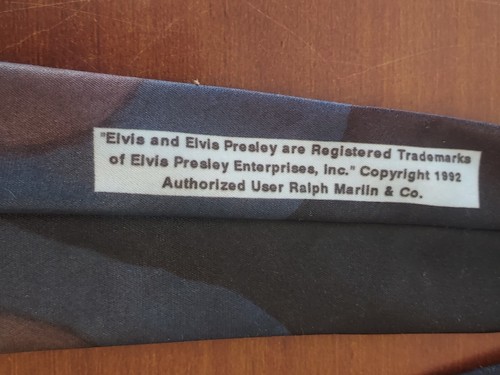 "Elvis and Elvis Presley are Registered Trademarks
of Elvis Presley Enterprises, Inc." Copyright 1992
Authorized User Ralph Marlin & Co.